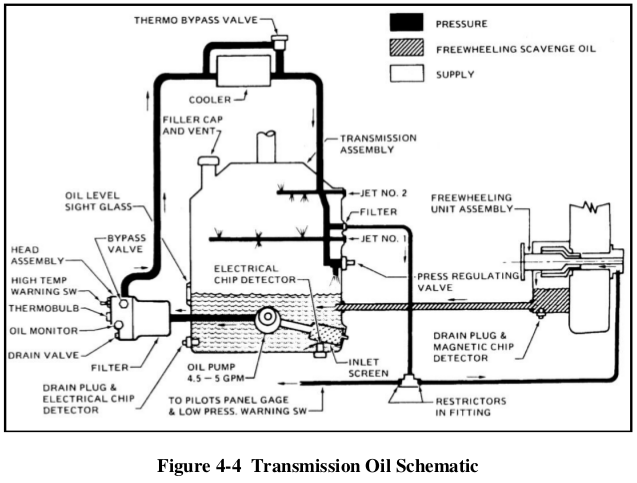 THERMO BYPASS VALVE
PRESSURE
FREEWHEELING SCAVENGE OIL
SUPPLY
COOLER
FILLER CAP
AND VENT
TRANSMISSION
ASSEMBLY
OIL LEVEL
SIGHT GLASS
JET NO. 2
FILTER
JET NO. 1
FREEWHEELING
UNIT ASSEMBLY
BYPASS
VALVE
HEAD
ASSEMBLY
HIGH TEMP
WARNING SW
THERMOBULB
OIL MONITOR
DRAIN VALVE
FILTER
ELECTRICAL
CHIP DETECTOR
PRESS REGULATING
VALVE
DRAIN PLUG &
MAGNETIC CHIP
DETECTOR
DRAIN PLUG &
ELECTRICAL CHIP
DETECTOR
OIL PUMP
4.5 – 5 GPM
INLET
SCREEN
TO PILOTS PANEL GAGE
& LOW PRESS. WARNING SW
RESTRICTORS
IN FITTING
Figure 4-4 Transmission Oil Schematic